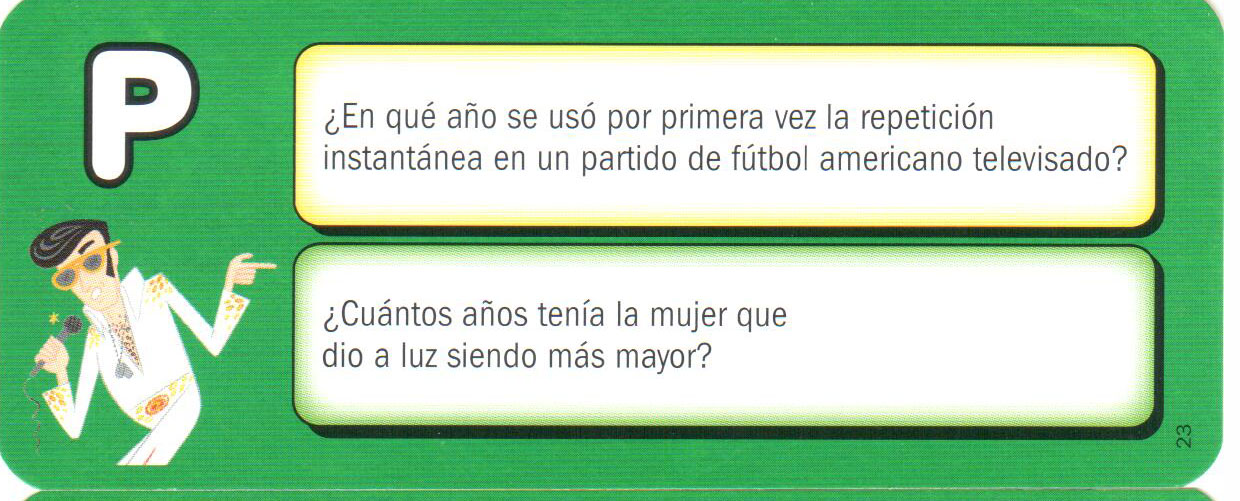 P
¿En qué año se usó por primera vez la repetición
instantánea en un partido de fútbol americano televisado?
¿Cuántos años tenía la mujer que
dio a luz siendo más mayor?
23